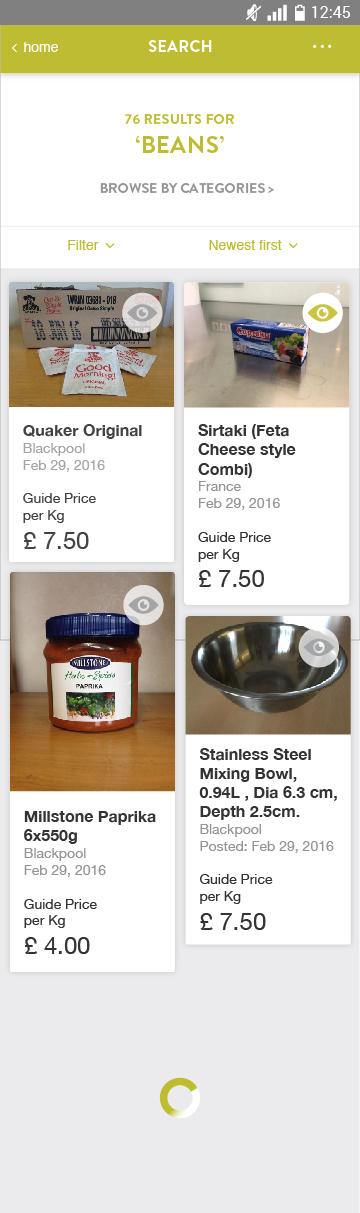 12:45
< home
SEARCH
76 RESULTS FOR
‘BEANS’
BROWSE BY CATEGORIES >
Filter
Newest first
Good
Morning!
ORIGINAL
Quaker Original
Blackpool
Feb 29, 2016
Guide Price
per Kg
£ 7.50
Sirtaki (Feta
Cheese style
Combi)
France
Feb 29, 2016
Guide Price
per Kg
£ 7.50
MILLSTONE
Herbs & Spices
PAPRIKA
Millstone Paprika
6x550g
Blackpool
Feb 29, 2016
Guide Price
per Kg
£ 4.00
Stainless Steel
Mixing Bowl,
0.94L , Dia 6.3 cm,
Depth 2.5cm.
Blackpool
Posted: Feb 29, 2016
Guide Price
per Kg
£ 7.50